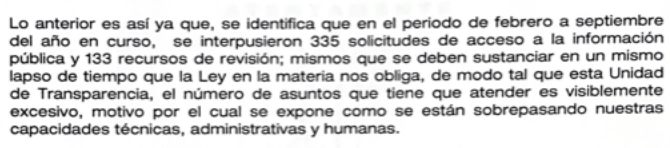 Lo anterior es así ya que, se identifica que en el periodo de febrero a septiembre
del año en curso, se interpusieron 335 solicitudes de acceso a la información
pública y 133 recursos de revisión; mismos que se deben sustanciar en un mismo
lapso de tiempo que la Ley en la materia nos obliga, de modo tal que esta Unidad
de Transparencia, el número de asuntos que tiene que atender es visiblemente
excesivo, motivo por el cual se expone como se están sobrepasando nuestras
capacidades técnicas, administrativas y humanas.